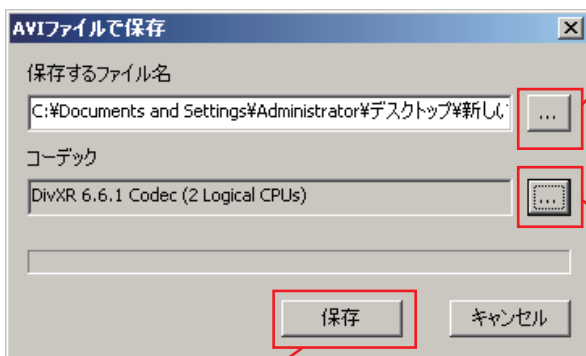 AVIファイルで保存
保存するファイル名
C:¥Documents and Settings¥Administrator¥デスクトップ¥新しい
...
コーデック
DivXR 6.6.1 Codec (2 Logical CPUs)
...
保存
キャンセル